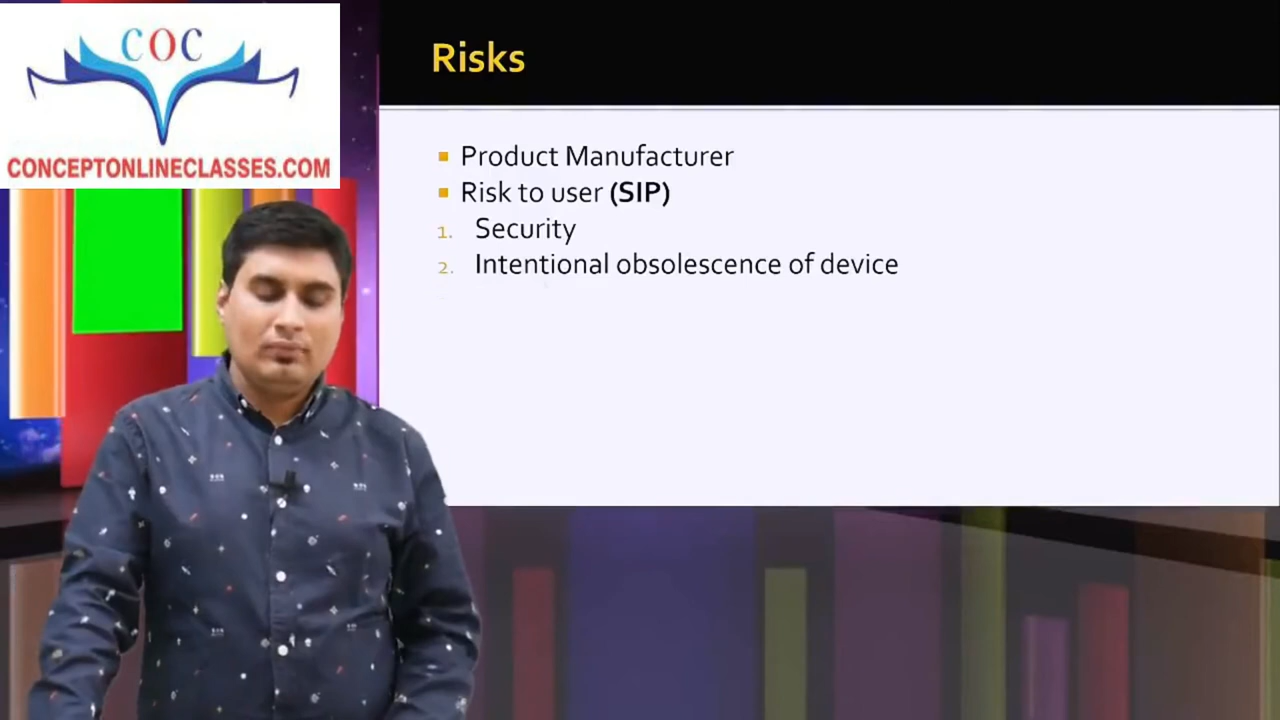 COC
CONCEPTONLINECLASSES.COM
Risks
Product Manufacturer
Risk to user (SIP)
1. Security
2. Intentional obsolescence of device